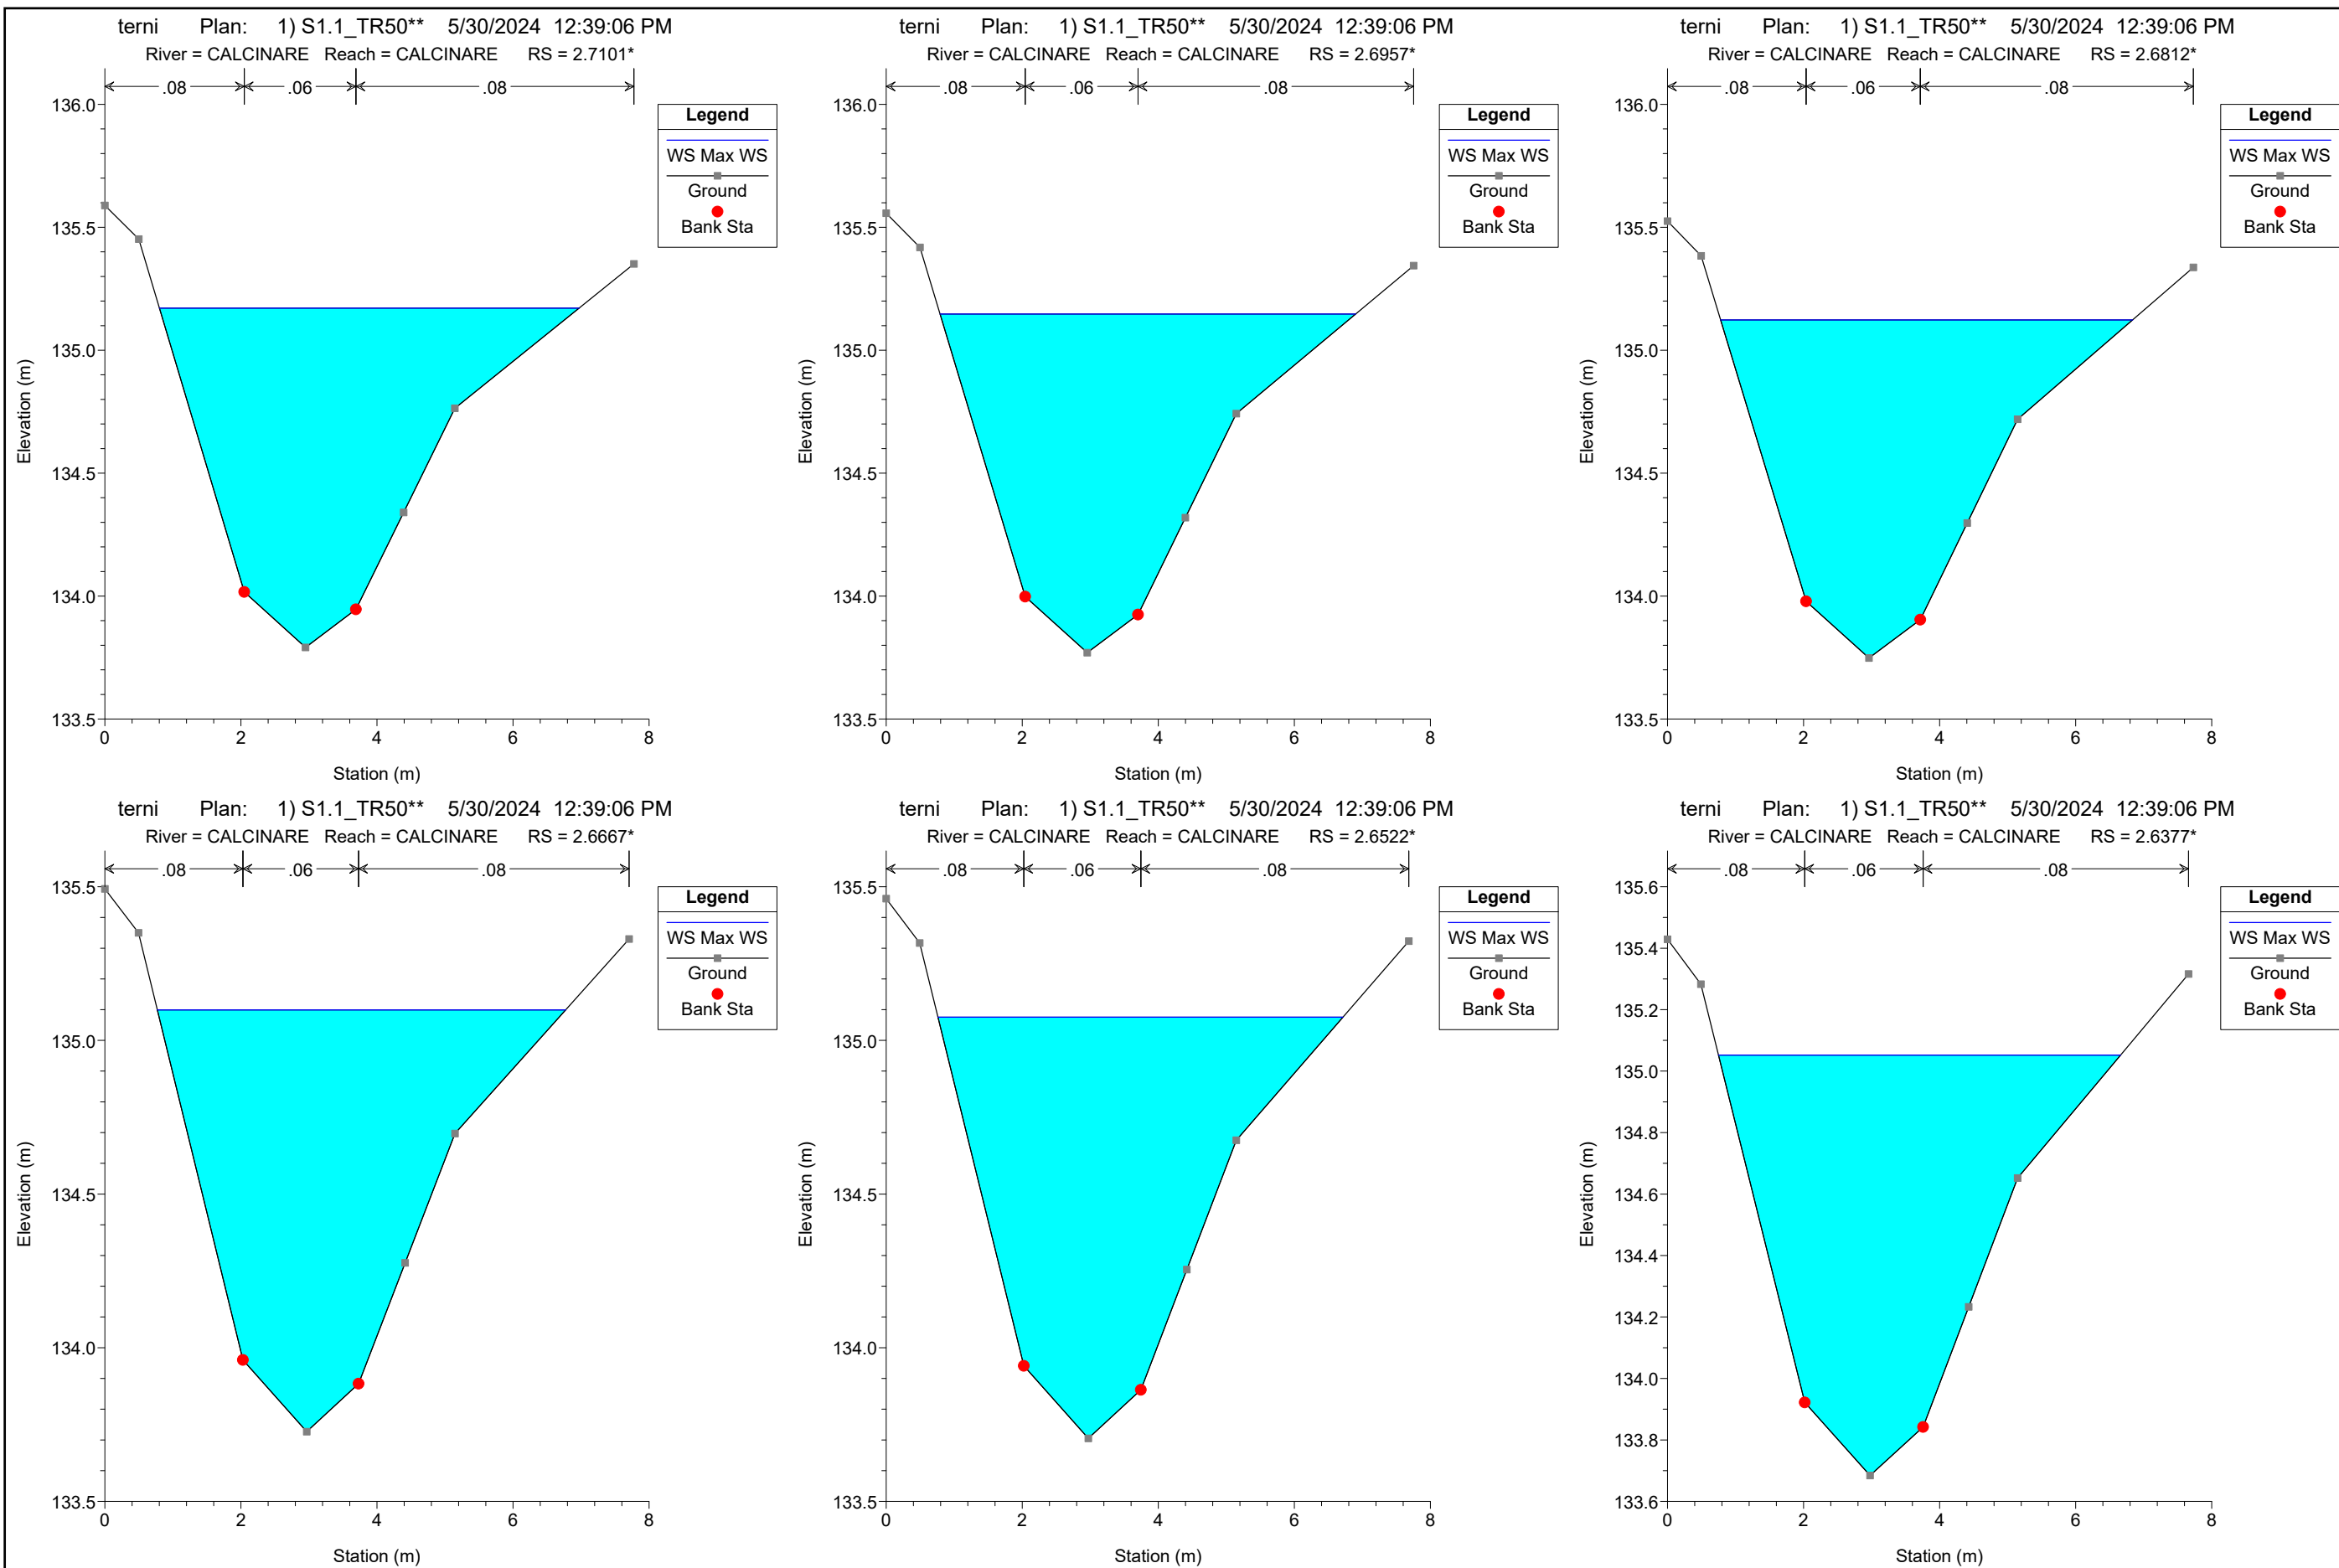 terni Plan: 1) S1.1_TR50** 5/30/2024 12:39:06 PM
River = CALCINARE Reach = CALCINARE RS = 2.7101*
.08 .06 .08
136.0
135.5
135.0
134.5
134.0
133.5
0 2 4 6 8
Station (m)
Elevation (m)
Legend
WS Max WS
Ground
Bank Sta
terni Plan: 1) S1.1_TR50** 5/30/2024 12:39:06 PM
River = CALCINARE Reach = CALCINARE RS = 2.6957*
.08 .06 .08
136.0
135.5
135.0
134.5
134.0
133.5
0 2 4 6 8
Station (m)
Elevation (m)
Legend
WS Max WS
Ground
Bank Sta
terni Plan: 1) S1.1_TR50** 5/30/2024 12:39:06 PM
River = CALCINARE Reach = CALCINARE RS = 2.6812*
.08 .06 .08
136.0
135.5
135.0
134.5
134.0
133.5
0 2 4 6 8
Station (m)
Elevation (m)
Legend
WS Max WS
Ground
Bank Sta
terni Plan: 1) S1.1_TR50** 5/30/2024 12:39:06 PM
River = CALCINARE Reach = CALCINARE RS = 2.6667*
.08 .06 .08
135.5
135.0
134.5
134.0
133.5
0 2 4 6 8
Station (m)
Elevation (m)
Legend
WS Max WS
Ground
Bank Sta
terni Plan: 1) S1.1_TR50** 5/30/2024 12:39:06 PM
River = CALCINARE Reach = CALCINARE RS = 2.6522*
.08 .06 .08
135.5
135.0
134.5
134.0
133.5
0 2 4 6 8
Station (m)
Elevation (m)
Legend
WS Max WS
Ground
Bank Sta
terni Plan: 1) S1.1_TR50** 5/30/2024 12:39:06 PM
River = CALCINARE Reach = CALCINARE RS = 2.6377*
.08 .06 .08
135.6
135.4
135.2
135.0
134.8
134.6
134.4
134.2
134.0
133.8
133.6
0 2 4 6 8
Station (m)
Elevation (m)
Legend
WS Max WS
Ground
Bank Sta